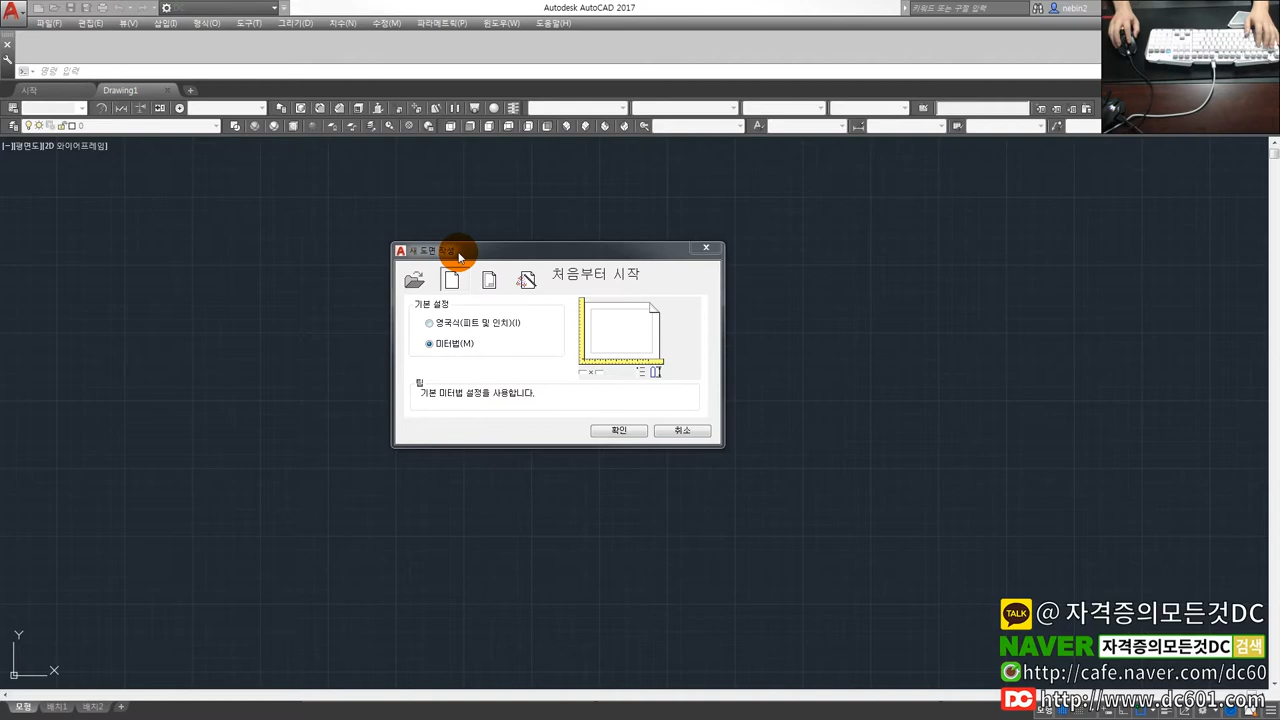 Autodesk AutoCAD 2017
키워드 또는 구절 입력
nebin2
파일(F) 편집(E) 뷰(V) 삽입(I) 형식(O) 도구(T) 그리기(D) 치수(N) 수정(M) 파라메트릭(P) 윈도우(W) 도움말(H)
명령 입력
시작 Drawing1
0
[−][평면도][2D 와이어프레임]
새 도면 작성
처음부터 시작
기본 설정
영국식(피트 및 인치)(I)
미터법(M)
팁
기본 미터법 설정을 사용합니다.
확인 취소
Y
X
TALK @ 자격증의모든것DC
NAVER 자격증의모든것DC 검색
http://cafe.naver.com/dc60
DC http://www.dc601.com
모형 배치1 배치2
모형